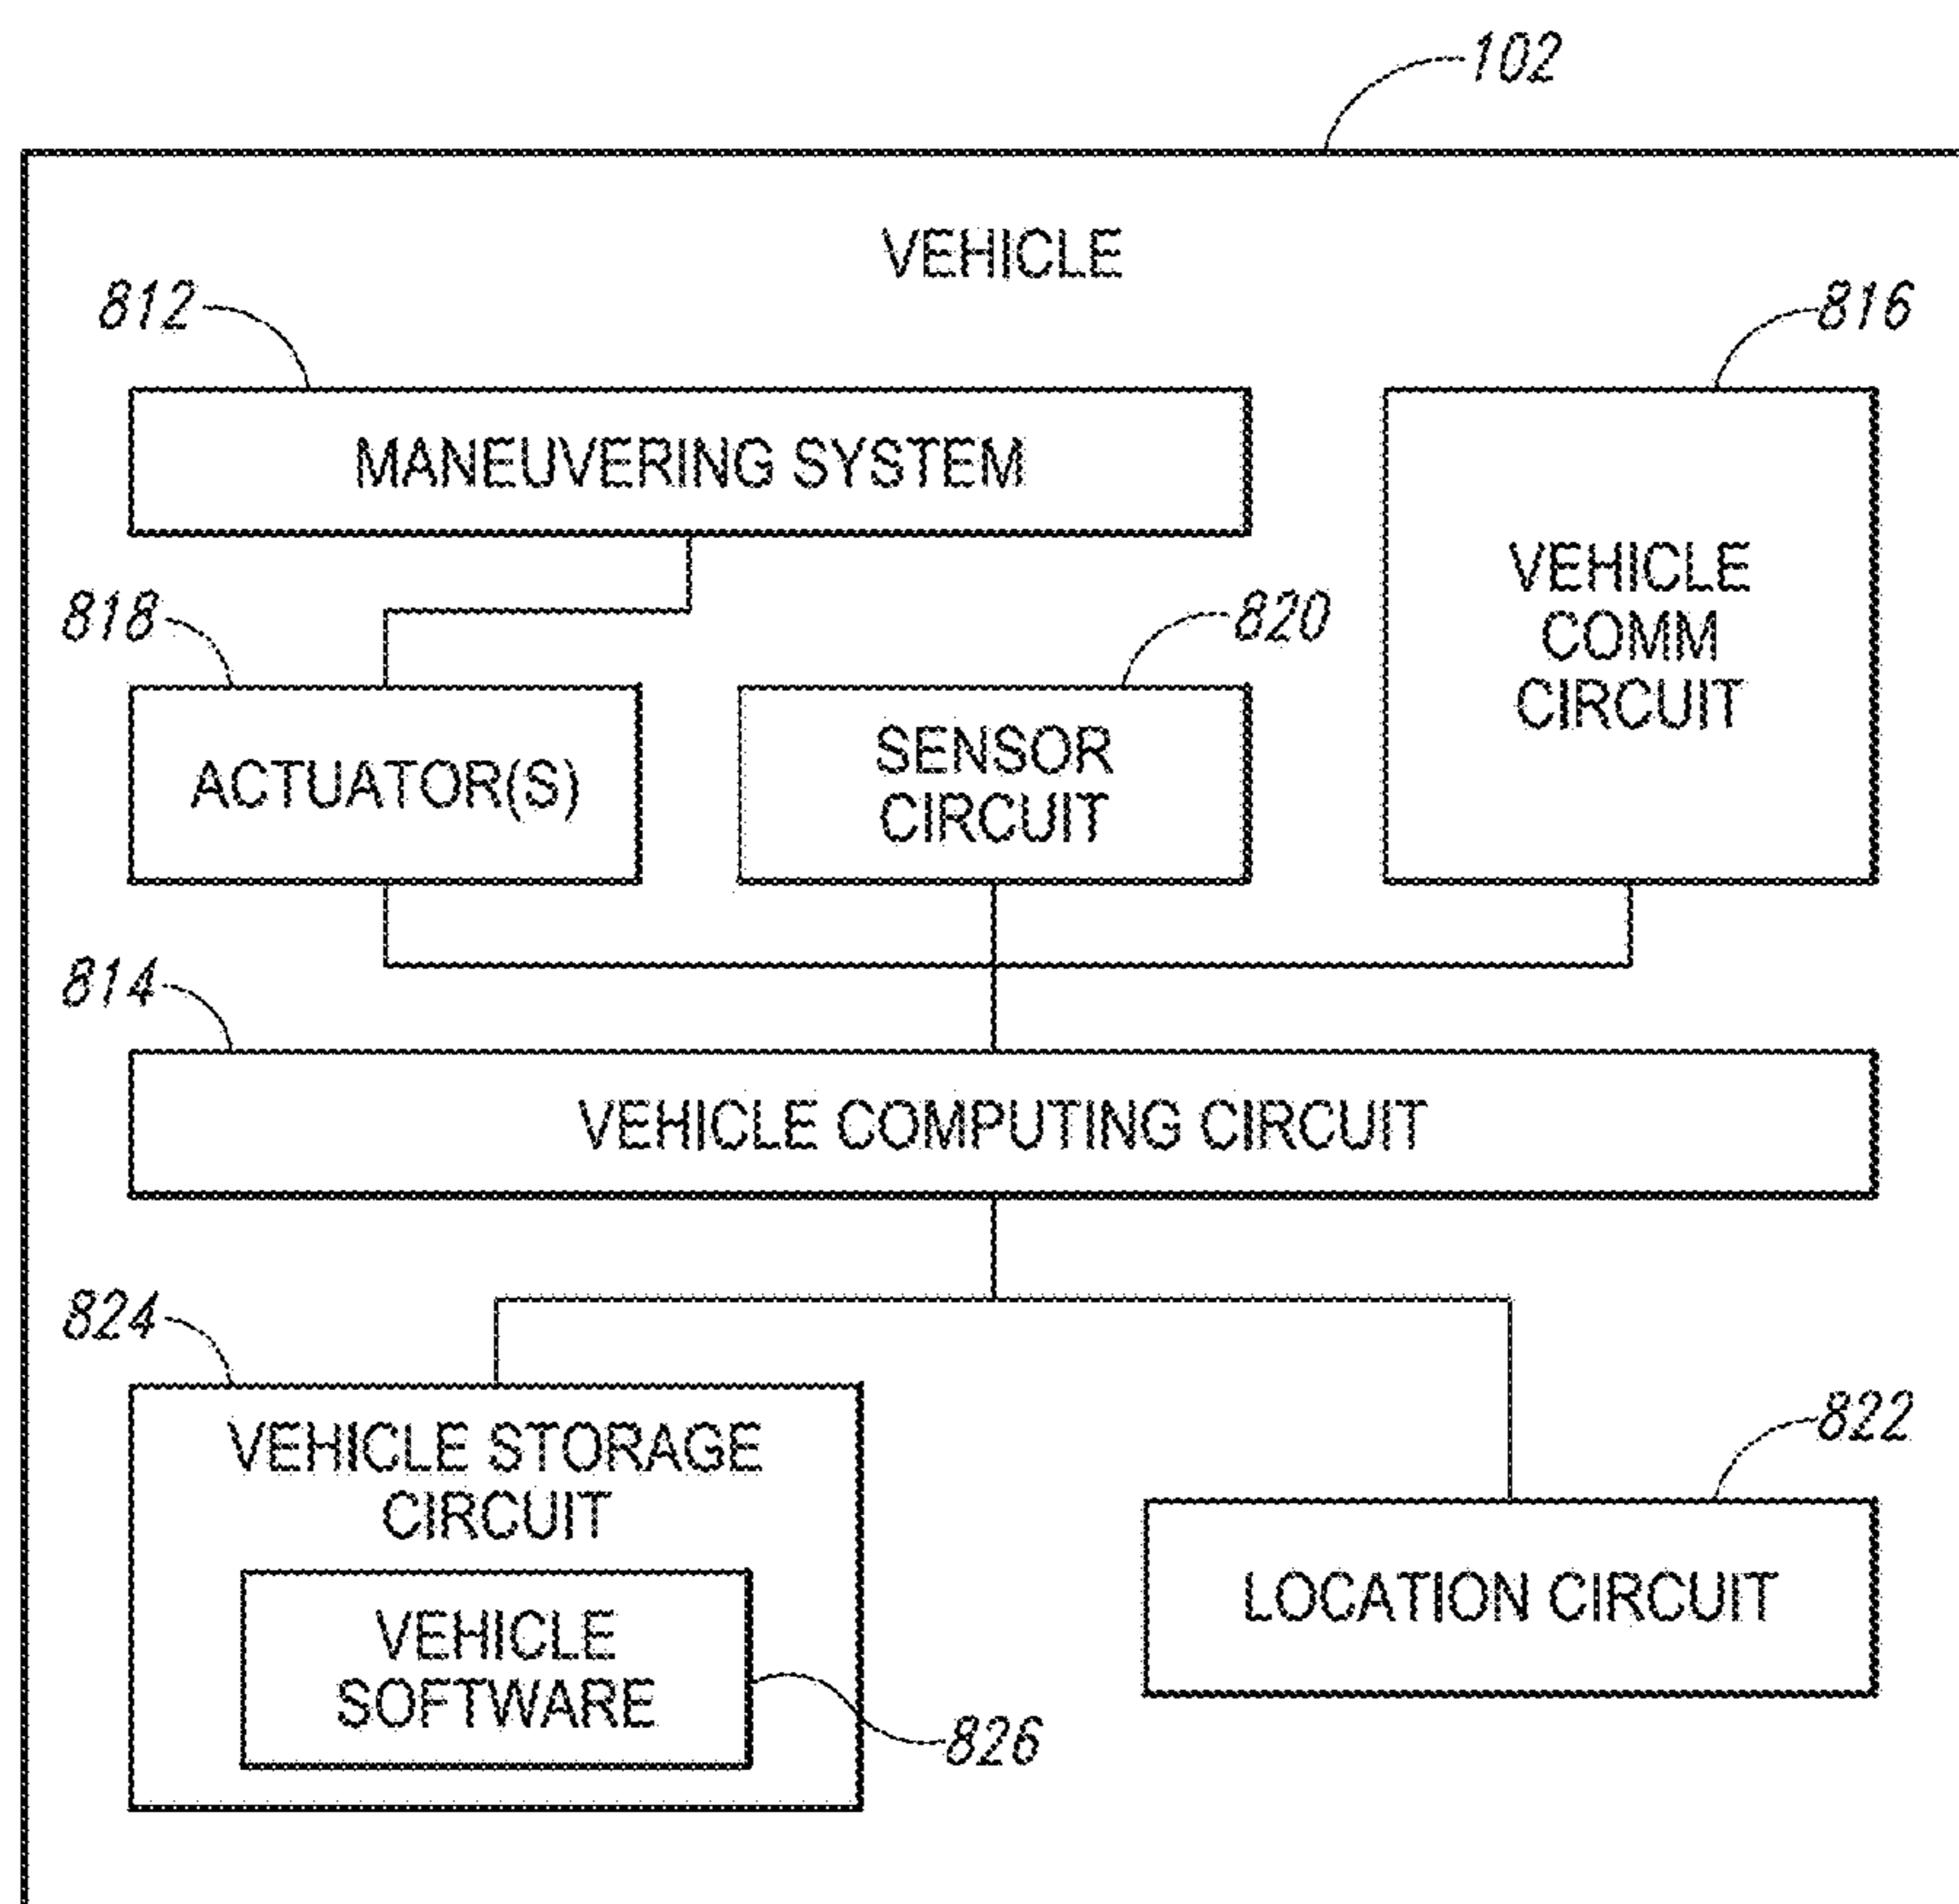 102
VEHICLE
812
816
MANEUVERING SYSTEM
VEHICLE
COMM
CIRCUIT
818
820
ACTUATOR(S)
SENSOR
CIRCUIT
814
VEHICLE COMPUTING CIRCUIT
824
VEHICLE STORAGE
CIRCUIT
822
LOCATION CIRCUIT
VEHICLE
SOFTWARE
826